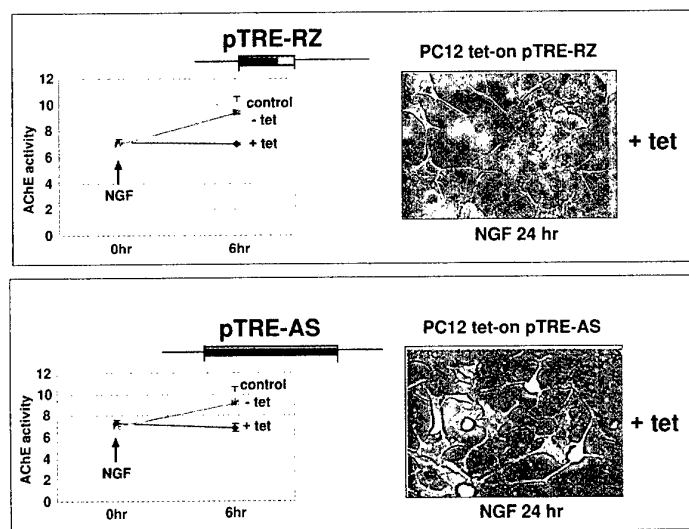 pTRE-RZ
12
10
8
6
4
2
0
AChE activity
control
- tet
+ tet
NGF
0hr
6hr
PC12 tet-on pTRE-RZ
+ tet
NGF 24 hr
pTRE-AS
12
10
8
6
4
2
0
AChE activity
control
- tet
+ tet
NGF
0hr
6hr
PC12 tet-on pTRE-AS
+ tet
NGF 24 hr